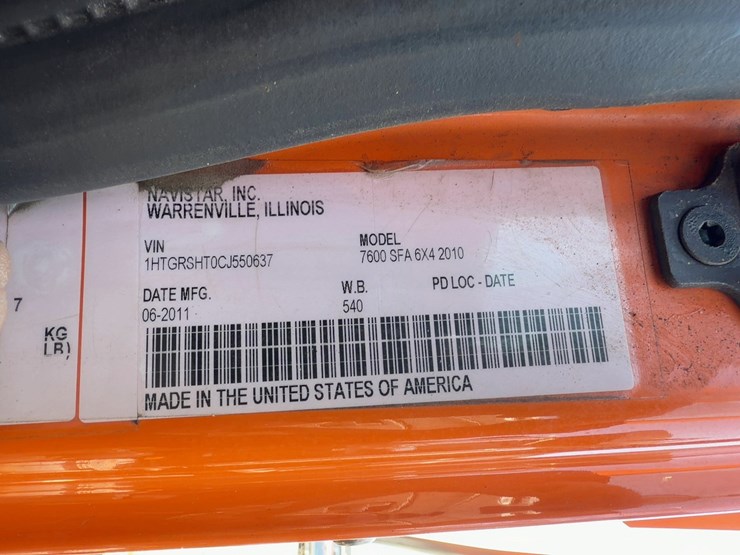 NAVISTAR, INC.
WARRENVILLE, ILLINOIS
VIN
1HTGRSHT0CJ550637
MODEL
7600 SFA 6X4 2010
DATE MFG.
06-2011
W.B.
540
PD LOC - DATE
MADE IN THE UNITED STATES OF AMERICA
7
KG
LB)